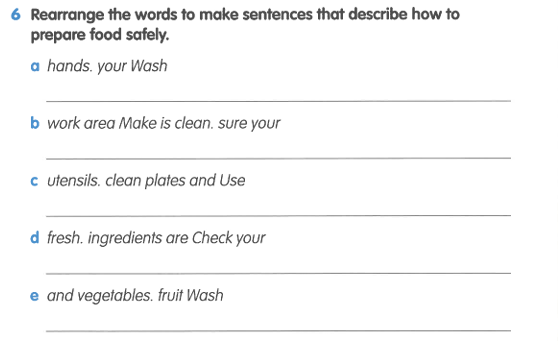 6 Rearrange the words to make sentences that describe how to
prepare food safely.
a hands. your Wash
b work area Make is clean. sure your
c utensils. clean plates and Use
d fresh. ingredients are Check your
e and vegetables. fruit Wash